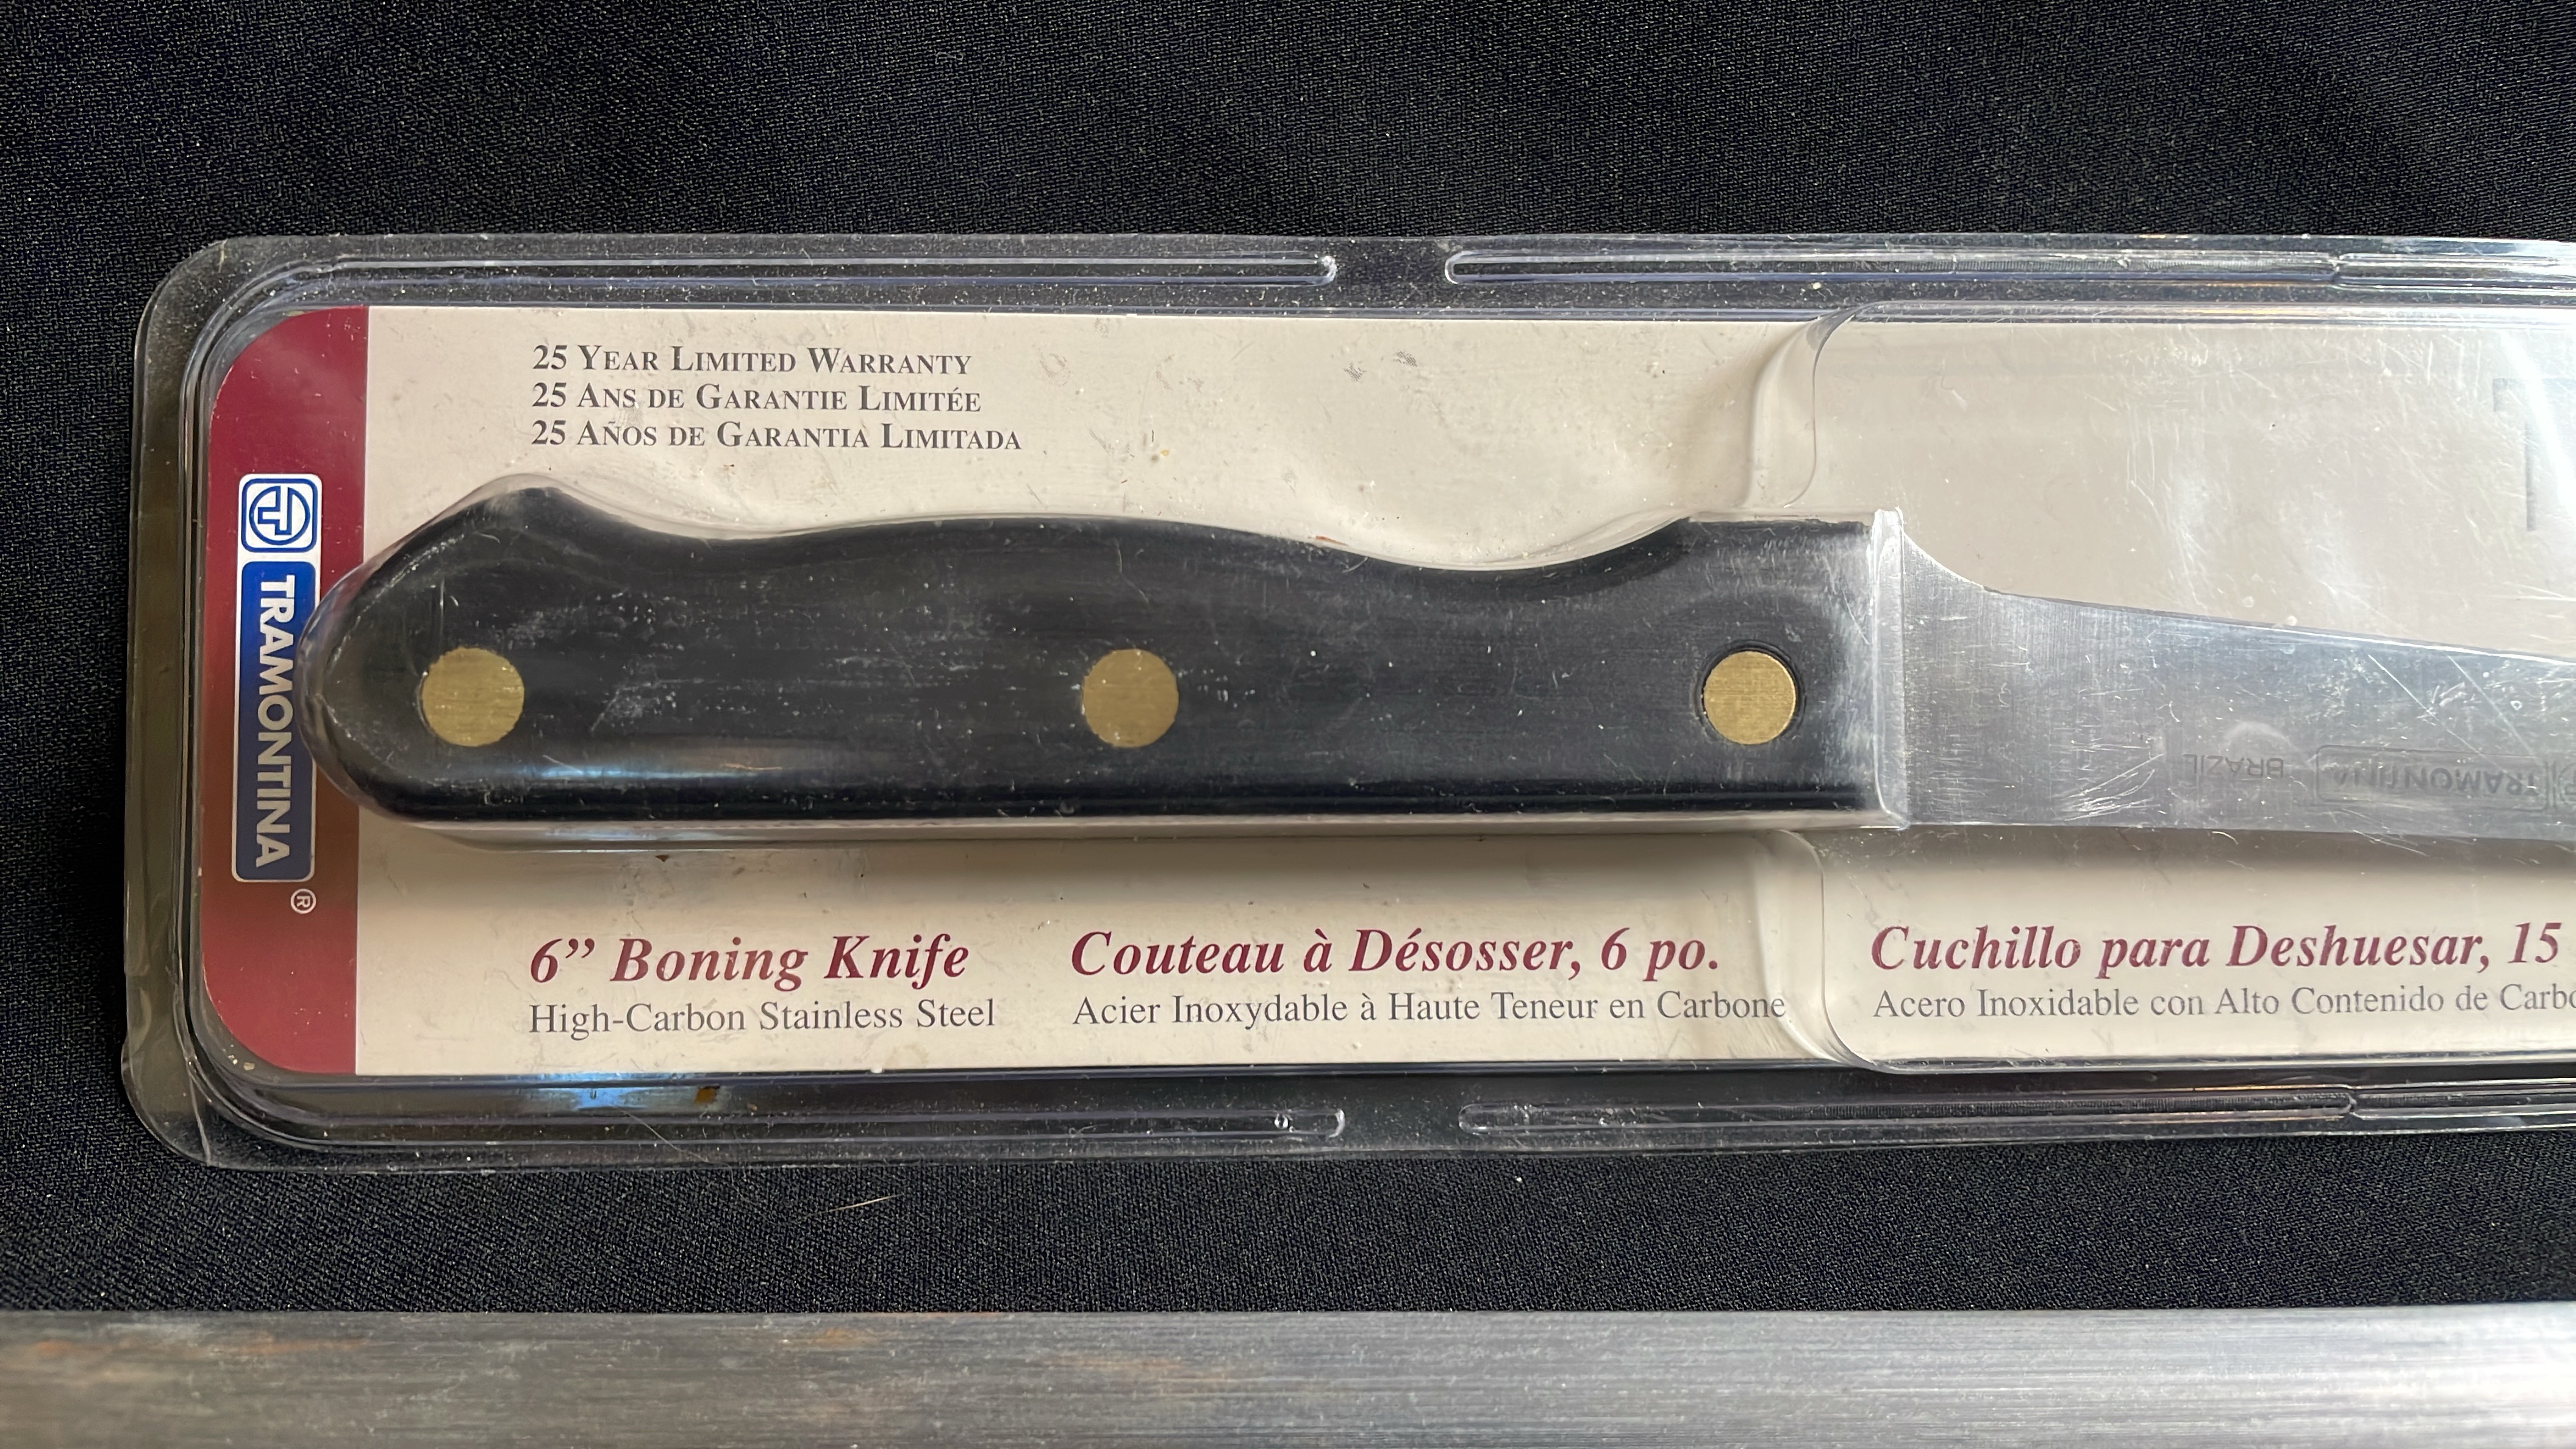 25 YEAR LIMITED WARRANTY
25 ANS DE GARANTIE LIMITÉE
25 AÑOS DE GARANTIA LIMITADA
TRAMONTINA
®
BRAZIL
TRAMONTINA
6” Boning Knife
High-Carbon Stainless Steel
Couteau à Désosser, 6 po.
Acier Inoxydable à Haute Teneur en Carbone
Cuchillo para Deshuesar, 15
Acero Inoxidable con Alto Contenido de Carbo